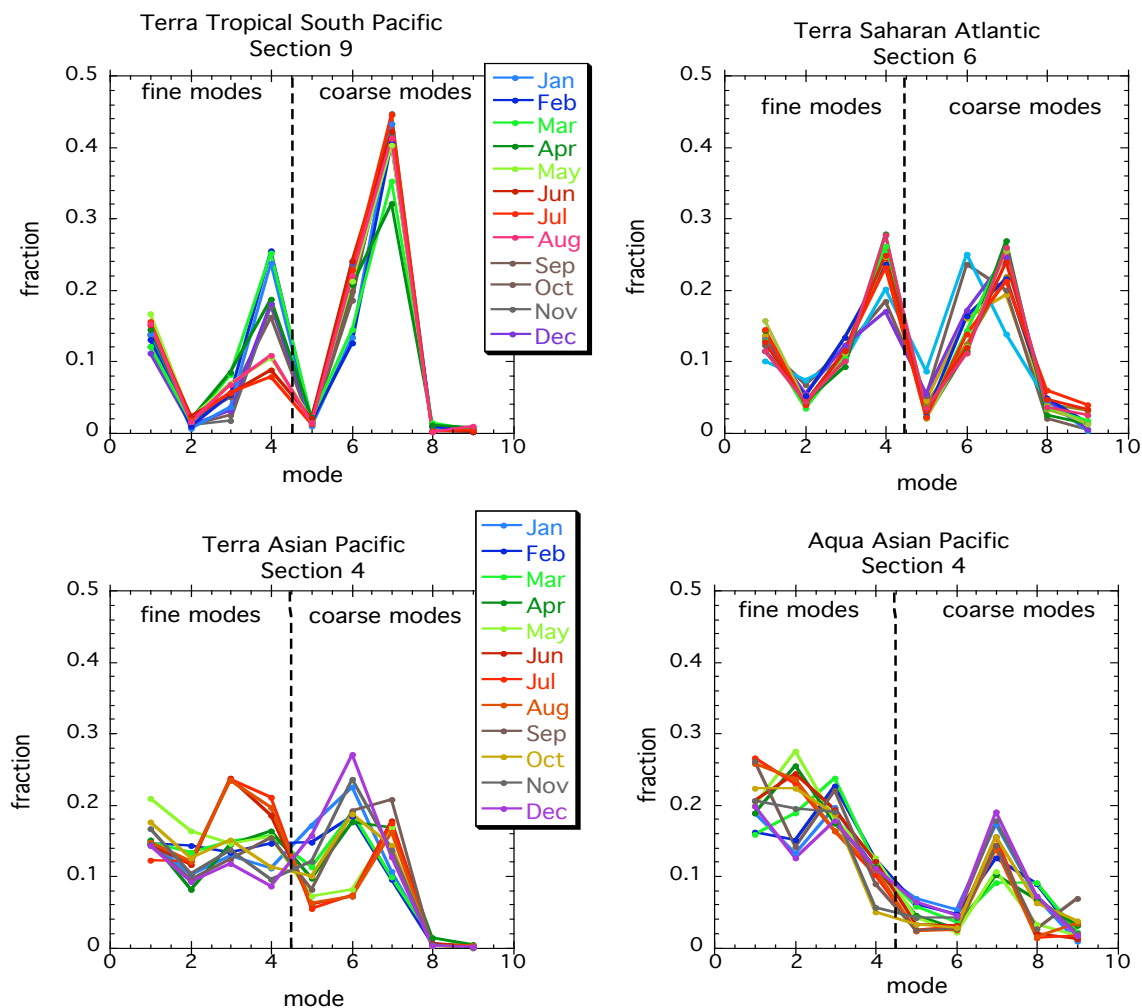 Terra Tropical South Pacific
Section 9
0.5
0.4
0.3
0.2
0.1
0
fraction
fine modes
coarse modes
0
2
4
6
8
10
mode
Jan
Feb
Mar
Apr
May
Jun
Jul
Aug
Sep
Oct
Nov
Dec
Terra Saharan Atlantic
Section 6
0.5
0.4
0.3
0.2
0.1
0
fraction
fine modes
coarse modes
0
2
4
6
8
10
mode
Terra Asian Pacific
Section 4
0.5
0.4
0.3
0.2
0.1
0
fraction
fine modes
coarse modes
0
2
4
6
8
10
mode
Jan
Feb
Mar
Apr
May
Jun
Jul
Aug
Sep
Oct
Nov
Dec
Aqua Asian Pacific
Section 4
0.5
0.4
0.3
0.2
0.1
0
fraction
fine modes
coarse modes
0
2
4
6
8
10
mode